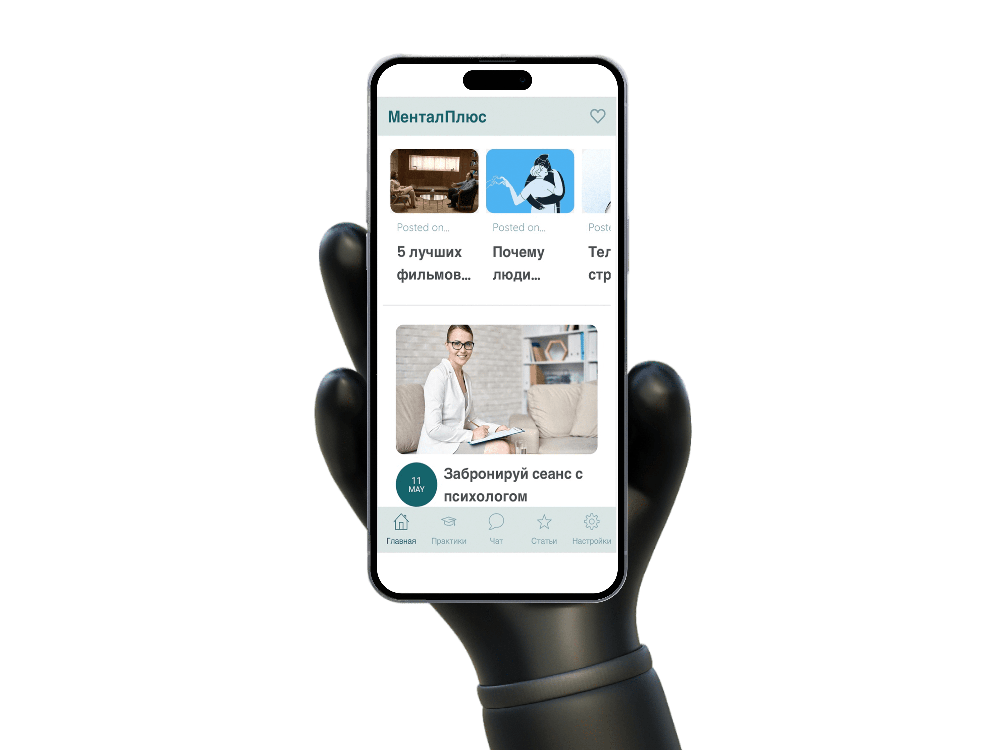 МенталПлюс
Posted on...
5 лучших
фильмов...
Posted on...
Почему
люди...
11
MAY
Забронируй сеанс с
психологом
Главная
Практики
Чат
Статьи
Настройки